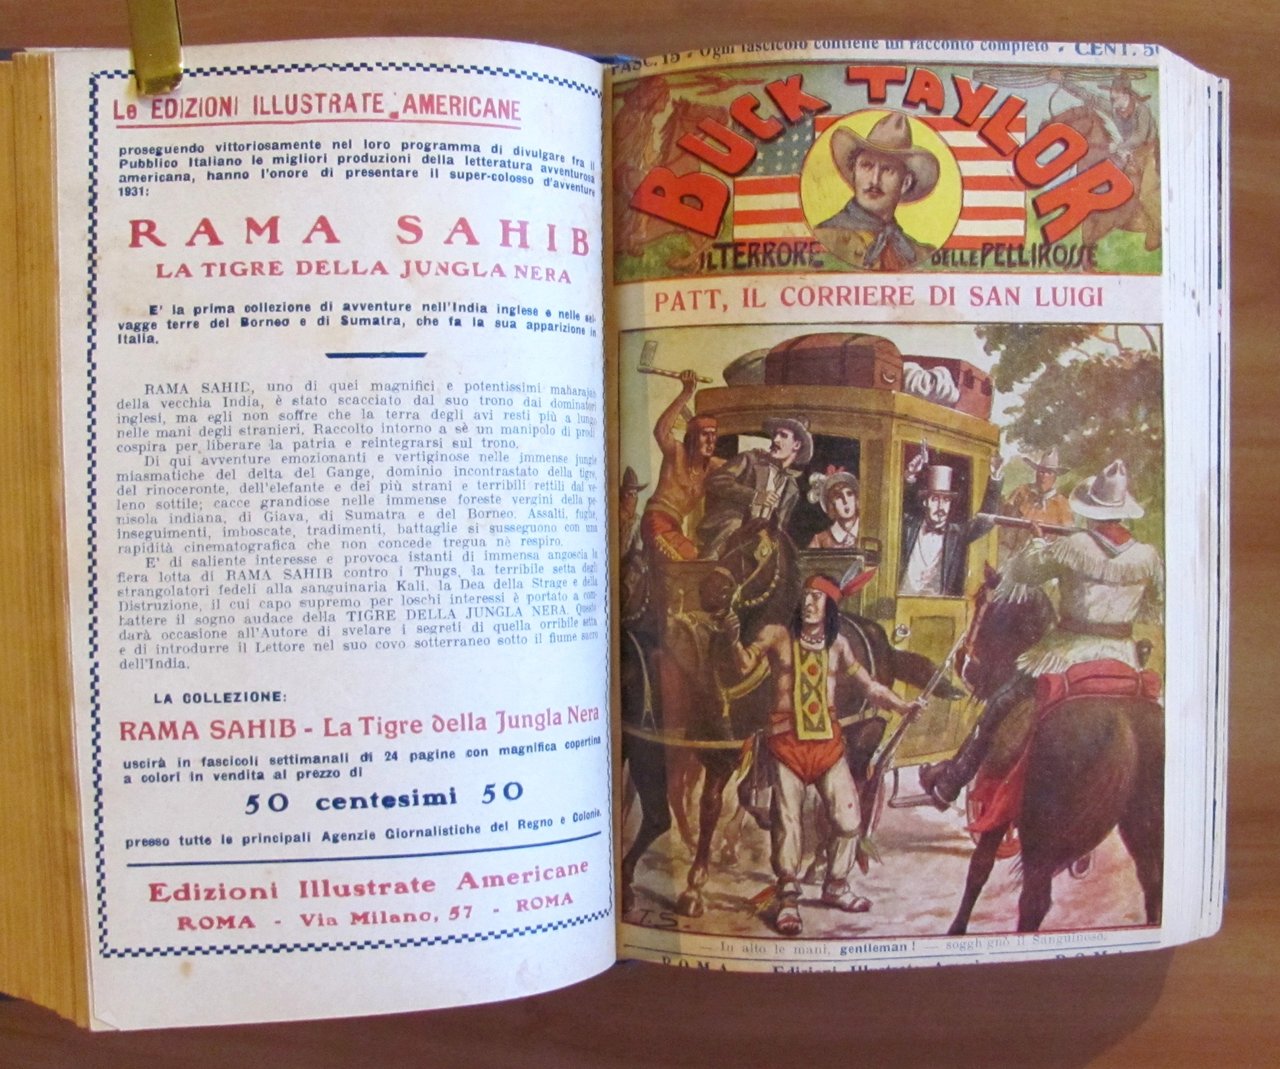 Le EDIZIONI ILLUSTRATE AMERICANE
proseguendo vittoriosamente nel loro programma di divulgare fra il
Pubblico Italiano le migliori produzioni della letteratura avventurosa
americana, hanno l'onore di presentare il super-colosso d'avventure
1931:
RAMA SAHIB
LA TIGRE DELLA JUNGLA NERA
E' la prima collezione di avventure nell'India inglese e nelle sel-
vagge terre del Borneo e di Sumatra, che fa la sua apparizione in
Italia.
RAMA SAHIB, uno di quei magnifici e potentissimi maharajah
della vecchia India, è stato scacciato dal suo trono dai dominatori
inglesi, ma egli non soffre che la terra degli avi resti più a lungo
nelle mani degli stranieri. Raccolto intorno a sè un manipolo di prodi
cospira per liberare la patria e reintegrarsi sul trono.
Di qui avventure emozionanti e vertiginose nelle immense jungle
miasmatiche del delta del Gange, dominio incontrastato della tigre,
del rinoceronte, dell'elefante e dei più strani e terribili rettili dal ve-
leno sottile; cacce grandiose nelle immense foreste vergini della pe-
nisola indiana, di Giava, di Sumatra e del Borneo. Assalti, fughe,
inseguimenti, imboscate, tradimenti, battaglie si susseguono con una
rapidità cinematografica che non concede tregua nè respiro.
E' di saliente interesse e provoca istanti di immensa angoscia la
fiera lotta di RAMA SAHIB contro i Thugs, la terribile setta degli
strangolatori fedeli alla sanguinaria Kali, la Dea della Strage e della
Distruzione, il cui capo supremo per loschi interessi è portato a com-
battere il sogno audace della TIGRE DELLA JUNGLA NERA. Questo
darà occasione all'Autore di svelare i segreti di quella orribile setta
e di introdurre il Lettore nel suo covo sotterraneo sotto il fiume sacro
dell'India.
LA COLLEZIONE:
RAMA SAHIB - La Tigre della Jungla Nera
uscirà in fascicoli settimanali di 24 pagine con magnifica copertina
a colori in vendita al prezzo di
50 centesimi 50
presso tutte le principali Agenzie Giornalistiche del Regno e Colonie.
Edizioni Illustrate Americane
ROMA - Via Milano, 57 - ROMA
FASC. 15 - Ogni fascicolo contiene un racconto completo - CENT. 50
BUCK TAYLOR
IL TERRORE DELLE PELLIROSSE
PATT, IL CORRIERE DI SAN LUIGI
T.S.
— In alto le mani, gentleman! — sogghignò il Sanguinoso.
ROMA Edizioni Illustrate